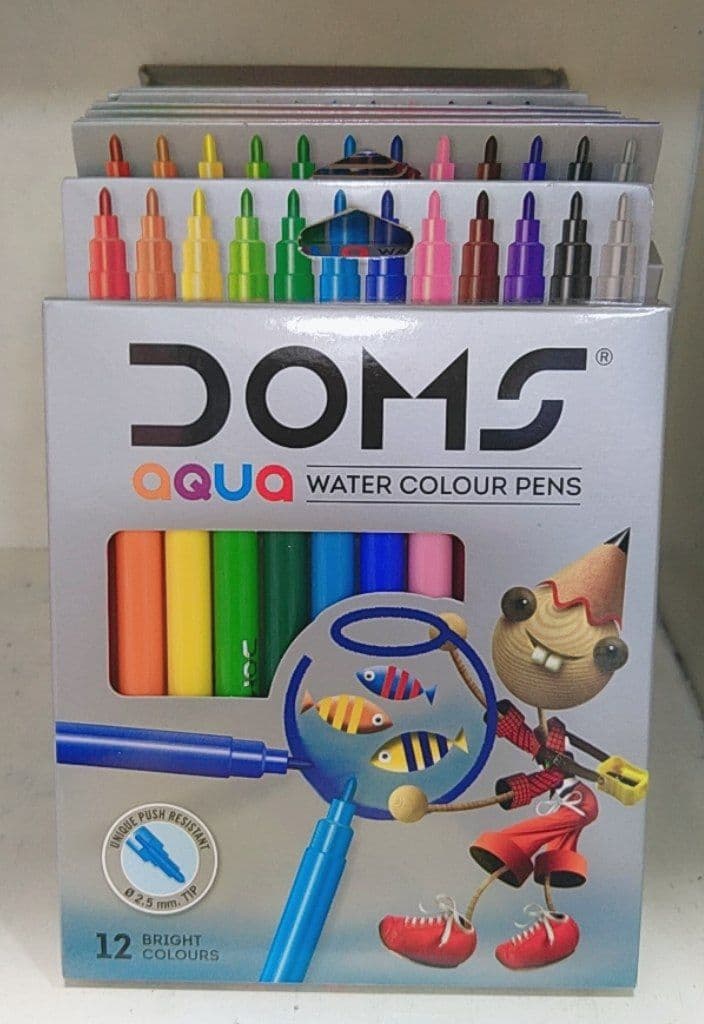 DOMS®
aqua WATER COLOUR PENS
UNIQUE PUSH RESISTANT
Ø 2.5 mm. TIP
12 BRIGHT
COLOURS